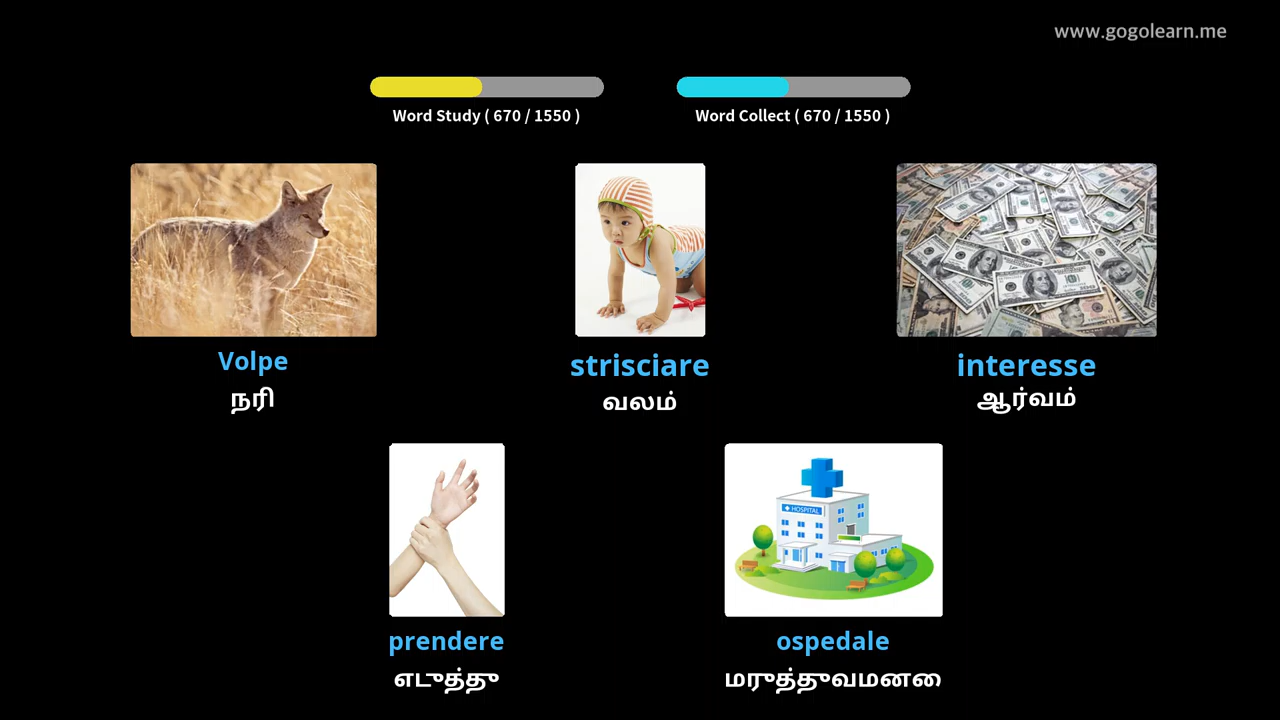 www.gogolearn.me
Word Study ( 670 / 1550 )
Word Collect ( 670 / 1550 )
Volpe
நரி
strisciare
வலம்
interesse
ஆர்வம்
HOSPITAL
prendere
எடுத்து
ospedale
மருத்துவமனை